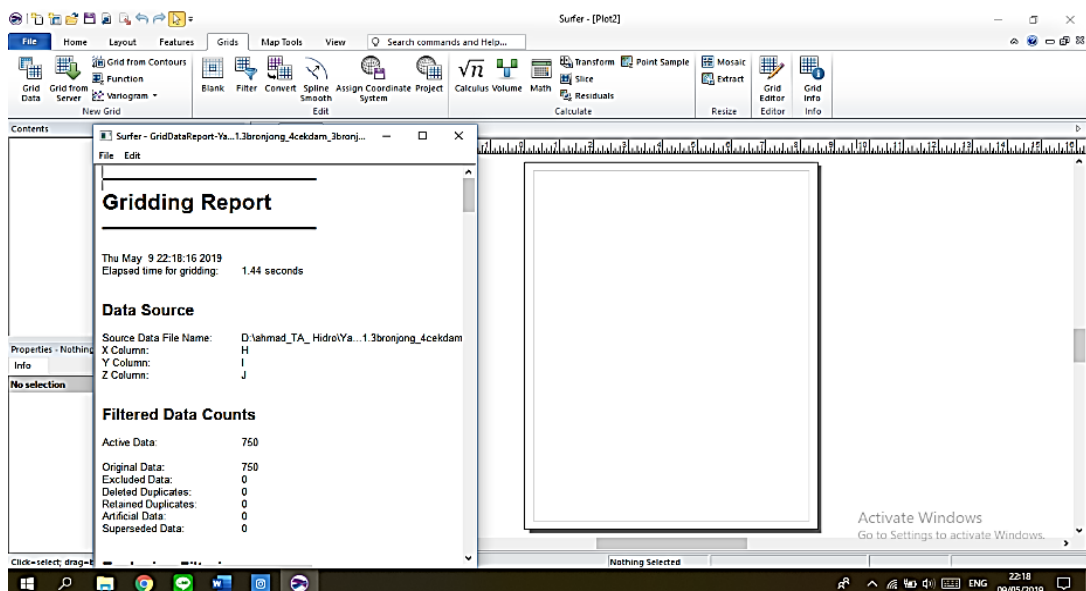 Surfer - [Plot2]
File Home Layout Features Grids Map Tools View Search commands and Help...
Grid Data
Grid from Server
Grid from Contours
Function
Variogram
New Grid
Blank Filter Convert Spline Smooth Assign Coordinate System Project
Edit
Calculus Volume Math
Transform Point Sample
Slice
Residuals
Calculate
Mosaic
Extract
Resize
Grid Editor
Editor
Grid Info
Info
Contents
Surfer - GridDataReport-Ya...1.3bronjong_4cekdam_3bronj...
File Edit
Gridding Report
Thu May 9 22:18:16 2019
Elapsed time for gridding: 1.44 seconds
Data Source
Source Data File Name: D:\ahmad_TA_ Hidro\Ya...1.3bronjong_4cekdam
X Column: H
Y Column: I
Z Column: J
Filtered Data Counts
Active Data: 750
Original Data: 750
Excluded Data: 0
Deleted Duplicates: 0
Retained Duplicates: 0
Artificial Data: 0
Superseded Data: 0
Properties - Nothing
Info
No selection
Activate Windows
Go to Settings to activate Windows.
Click=select; drag=b
Nothing Selected
ENG
22:18
09/05/2019